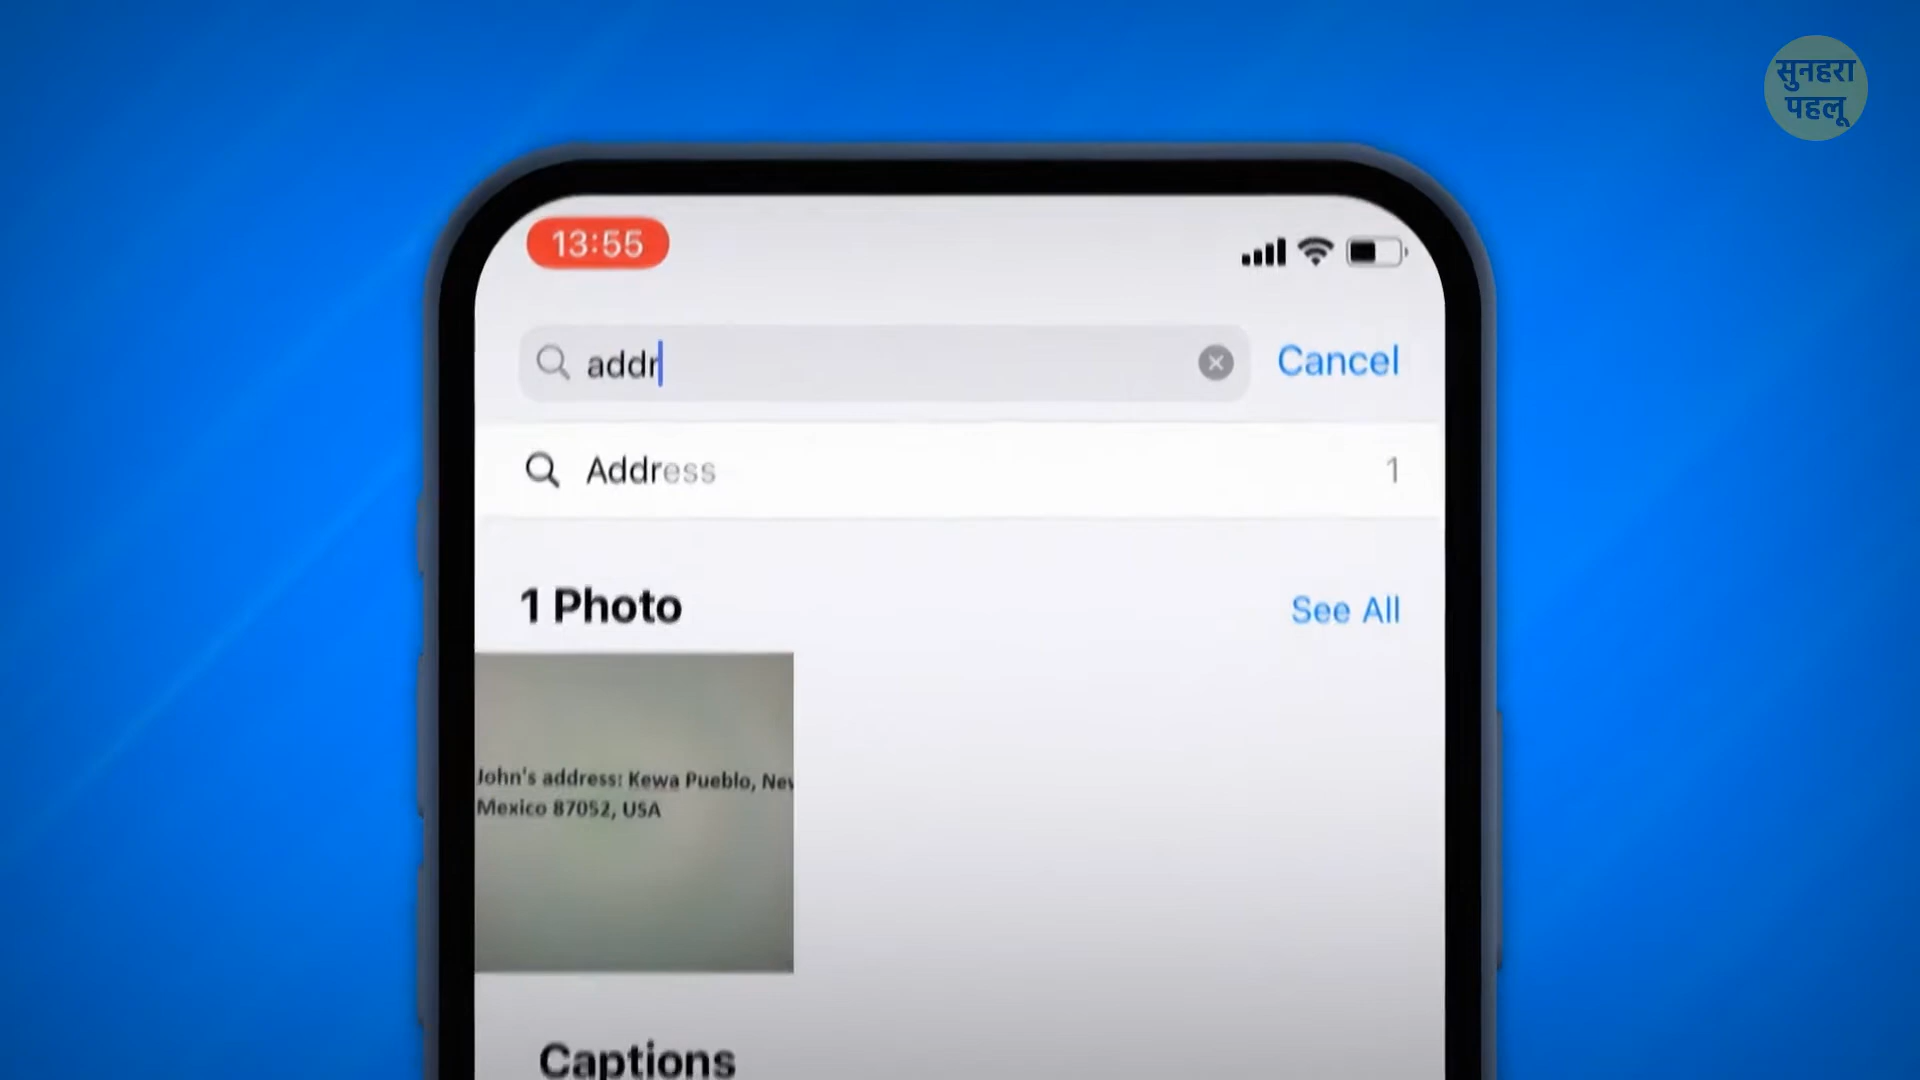 सुनहरा
पहलू
13:55
addr
Cancel
Address
1
1 Photo
See All
John's address: Kewa Pueblo, Nev
Mexico 87052, USA
Captions